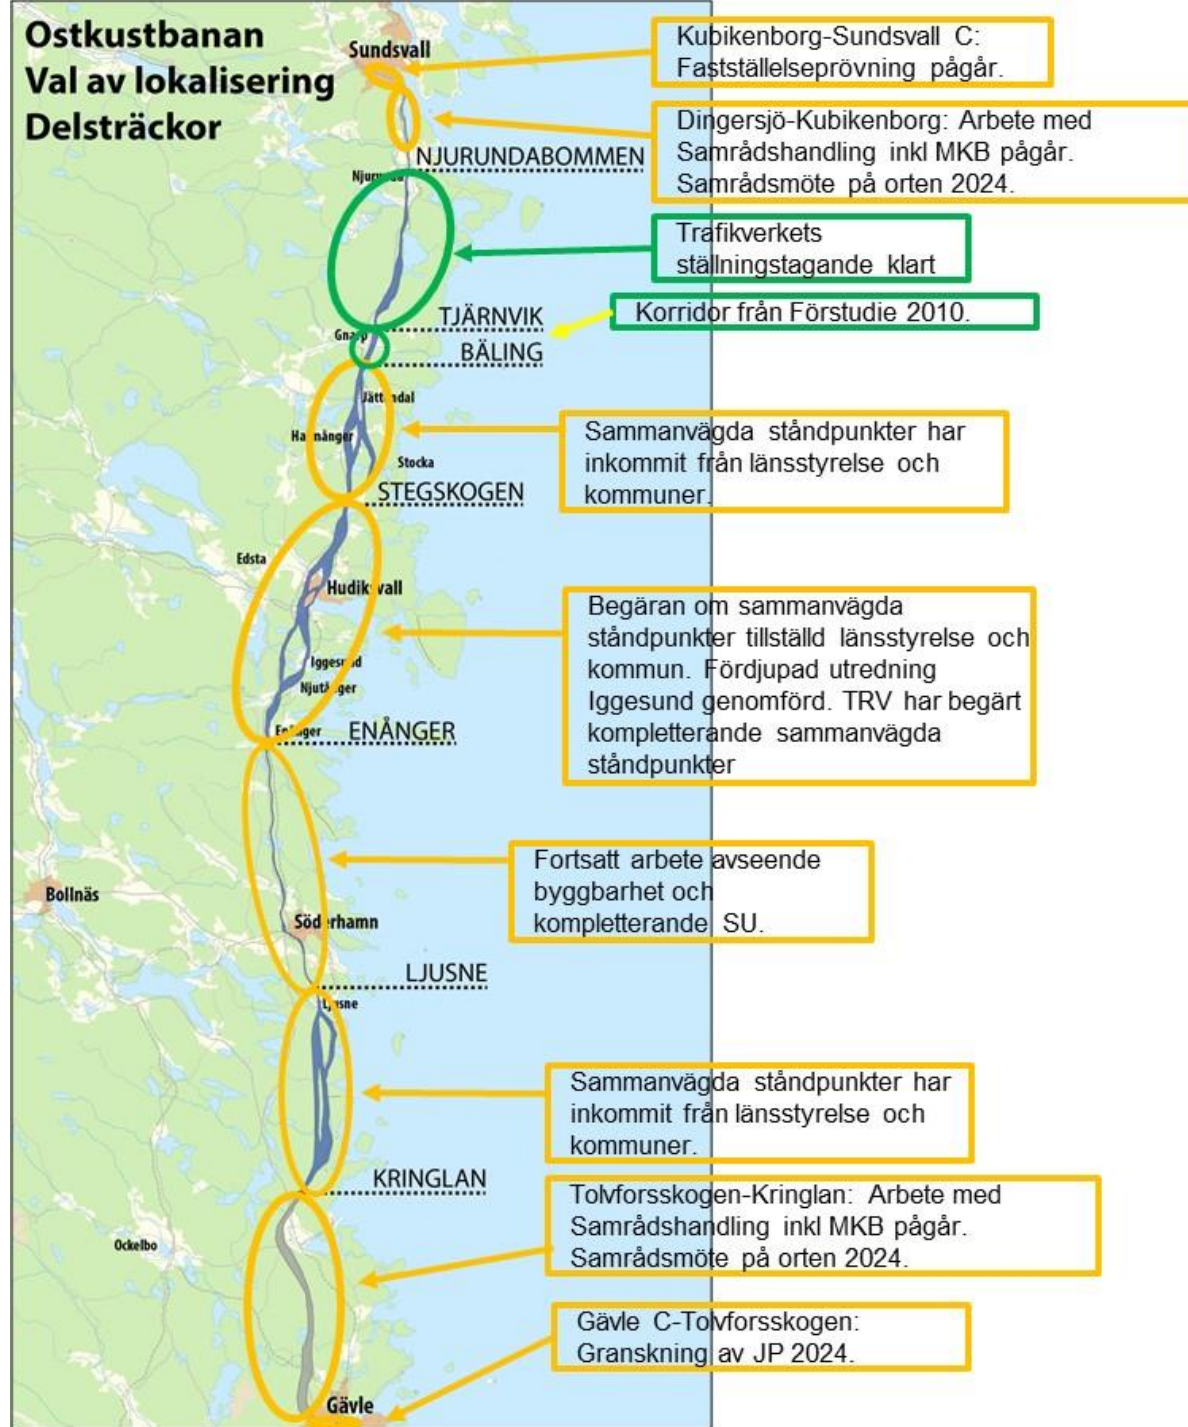 Ostkustbanan
Val av lokalisering
Delsträckor
Sundsvall
Kubikenborg-Sundsvall C:
Fastställelseprövning pågår.
Dingersjö-Kubikenborg: Arbete med
Samrådshandling inkl MKB pågår.
Samrådsmöte på orten 2024.
NJURUNDABOMMEN
Trafikverkets
ställningstagande klart
TJÄRNVIK
Korridor från Förstudie 2010.
BÄLING
Stocka
Sammanvägda ståndpunkter har
inkommit från länsstyrelse och
kommuner.
STEGSKOGEN
Edsta
Hudiksvall
Iggesund
Begäran om sammanvägda
ståndpunkter tillställd länsstyrelse och
kommun. Fördjupad utredning
Iggesund genomförd. TRV har begärt
kompletterande sammanvägda
ståndpunkter
ENÅNGER
Fortsatt arbete avseende
byggbarhet och
kompletterande SU.
Bollnäs
Söderhamn
LJUSNE
Ljusne
Sammanvägda ståndpunkter har
inkommit från länsstyrelse och
kommuner.
KRINGLAN
Tolvforsskogen-Kringlan: Arbete med
Samrådshandling inkl MKB pågår.
Samrådsmöte på orten 2024.
Ockelbo
Gävle C-Tolvforsskogen:
Granskning av JP 2024.
Gävle